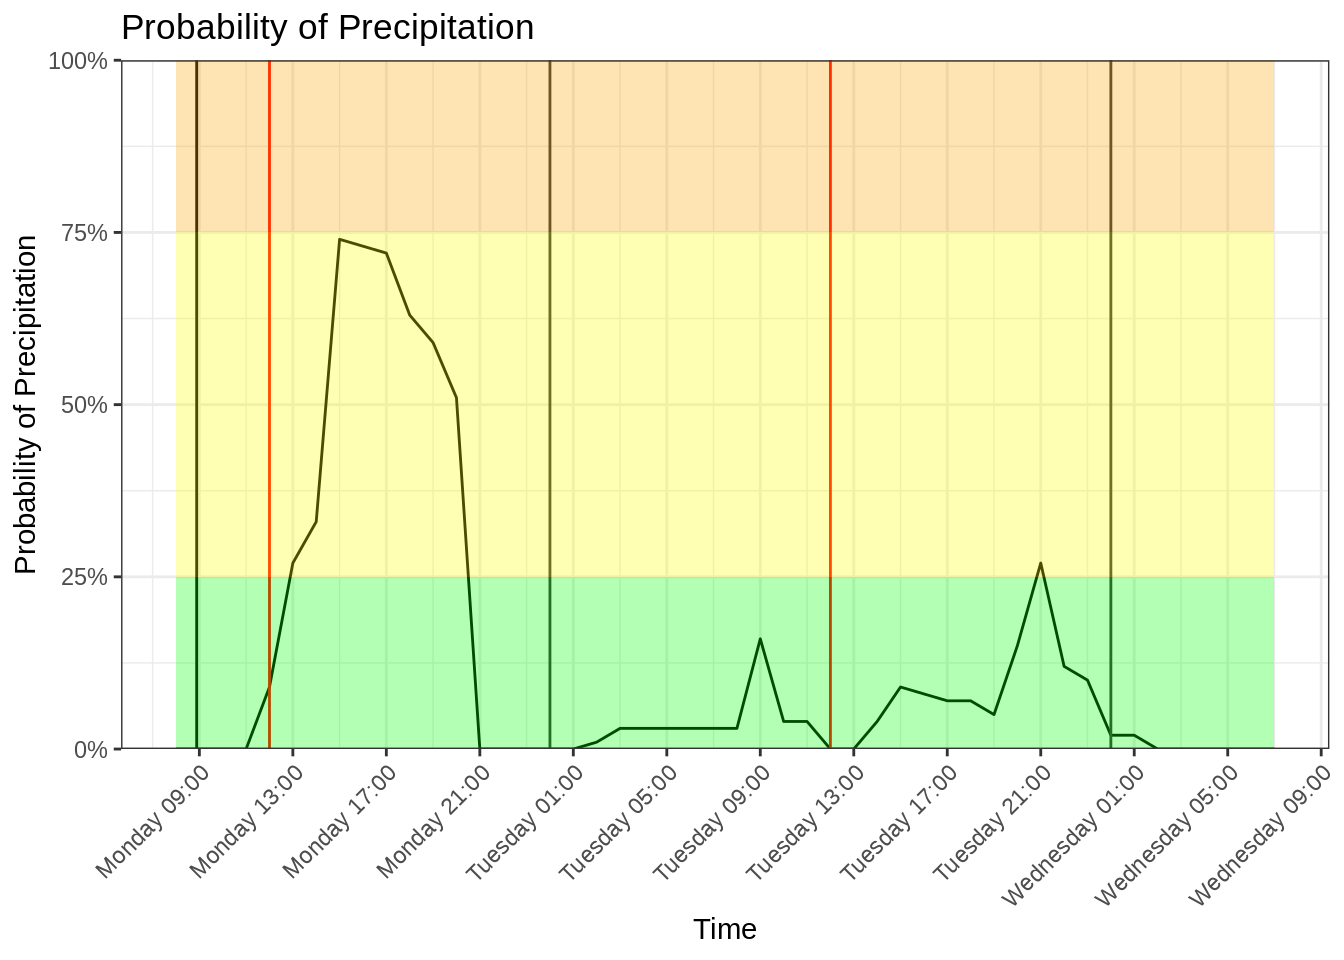 Probability of Precipitation
Probability of Precipitation
100%
75%
50%
25%
0%
Monday 09:00
Monday 13:00
Monday 17:00
Monday 21:00
Tuesday 01:00
Tuesday 05:00
Tuesday 09:00
Tuesday 13:00
Tuesday 17:00
Tuesday 21:00
Wednesday 01:00
Wednesday 05:00
Wednesday 09:00
Time